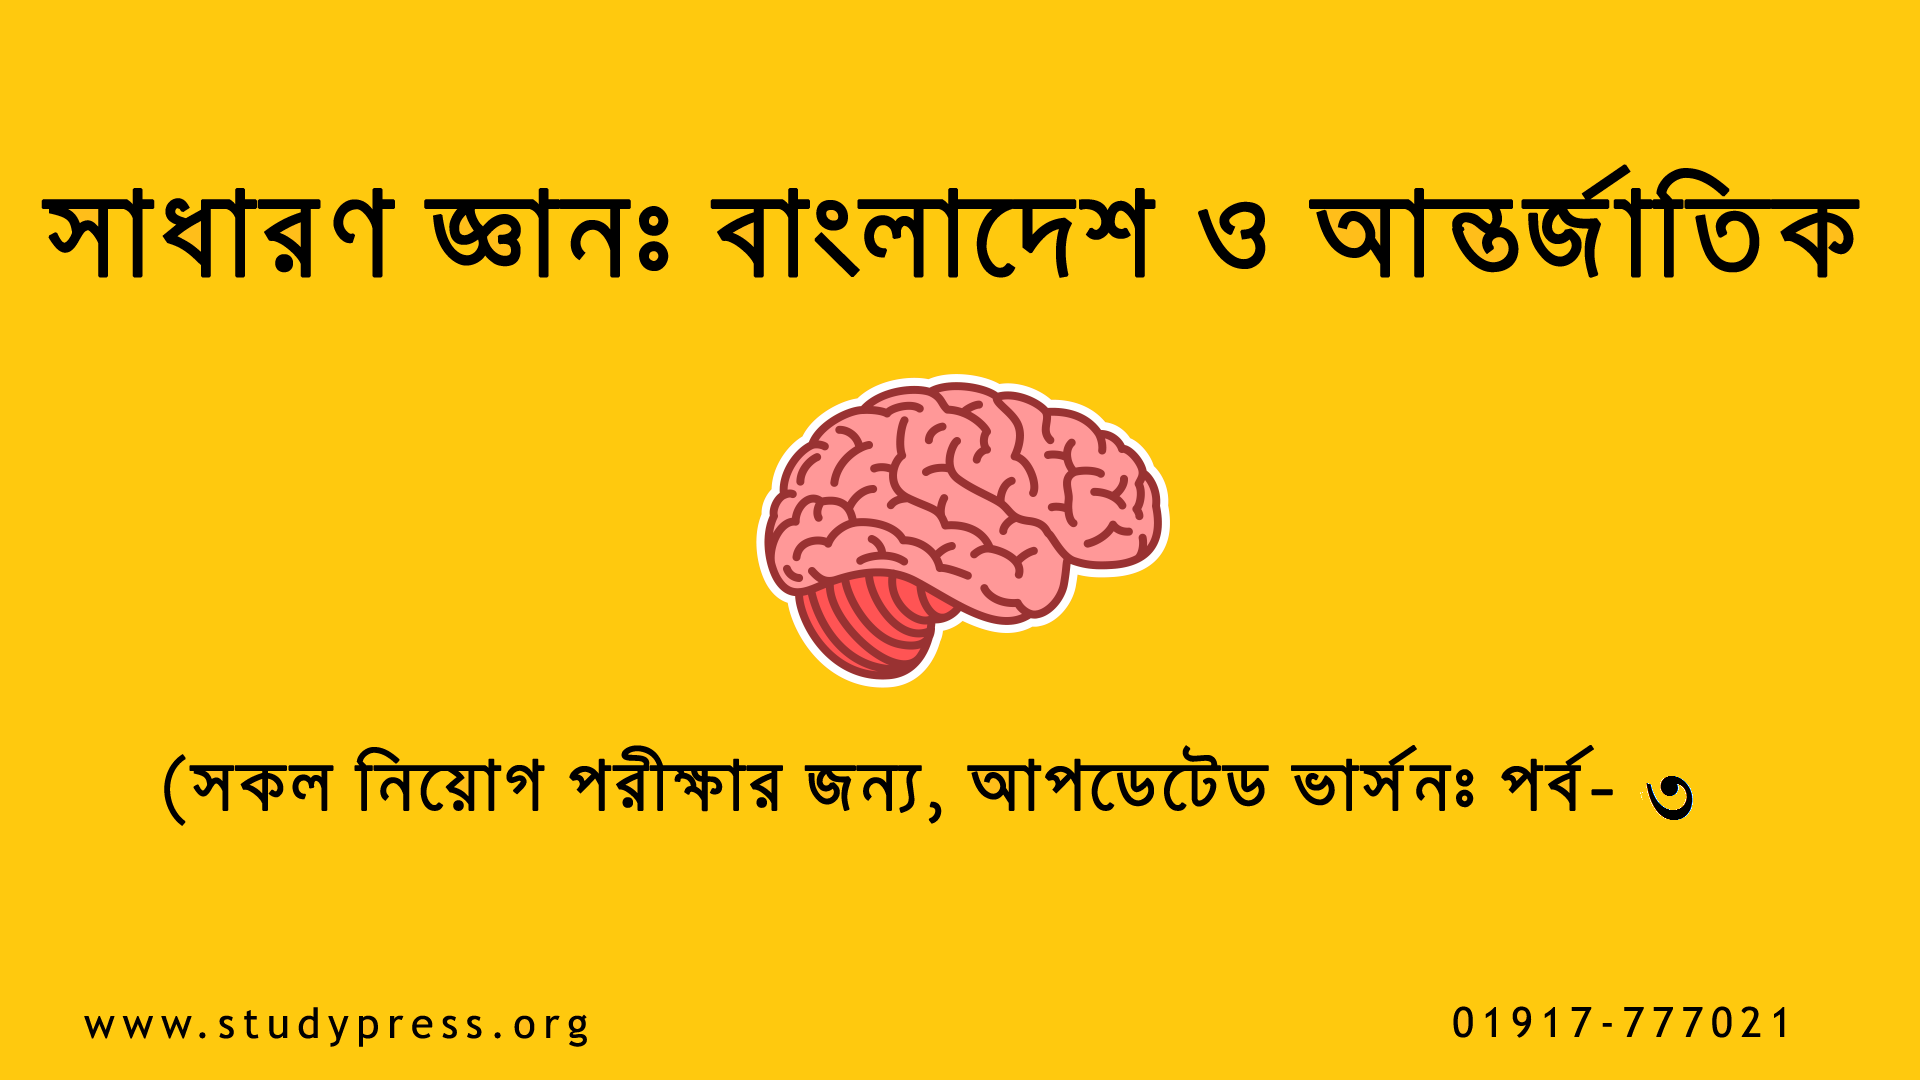 সাধারণ জ্ঞানঃ বাংলাদেশ ও আন্তর্জাতিক
(সকল নিয়োগ পরীক্ষার জন্য, আপডেটেড ভার্সনঃ পর্ব- ৩
www.studypress.org
01917-777021